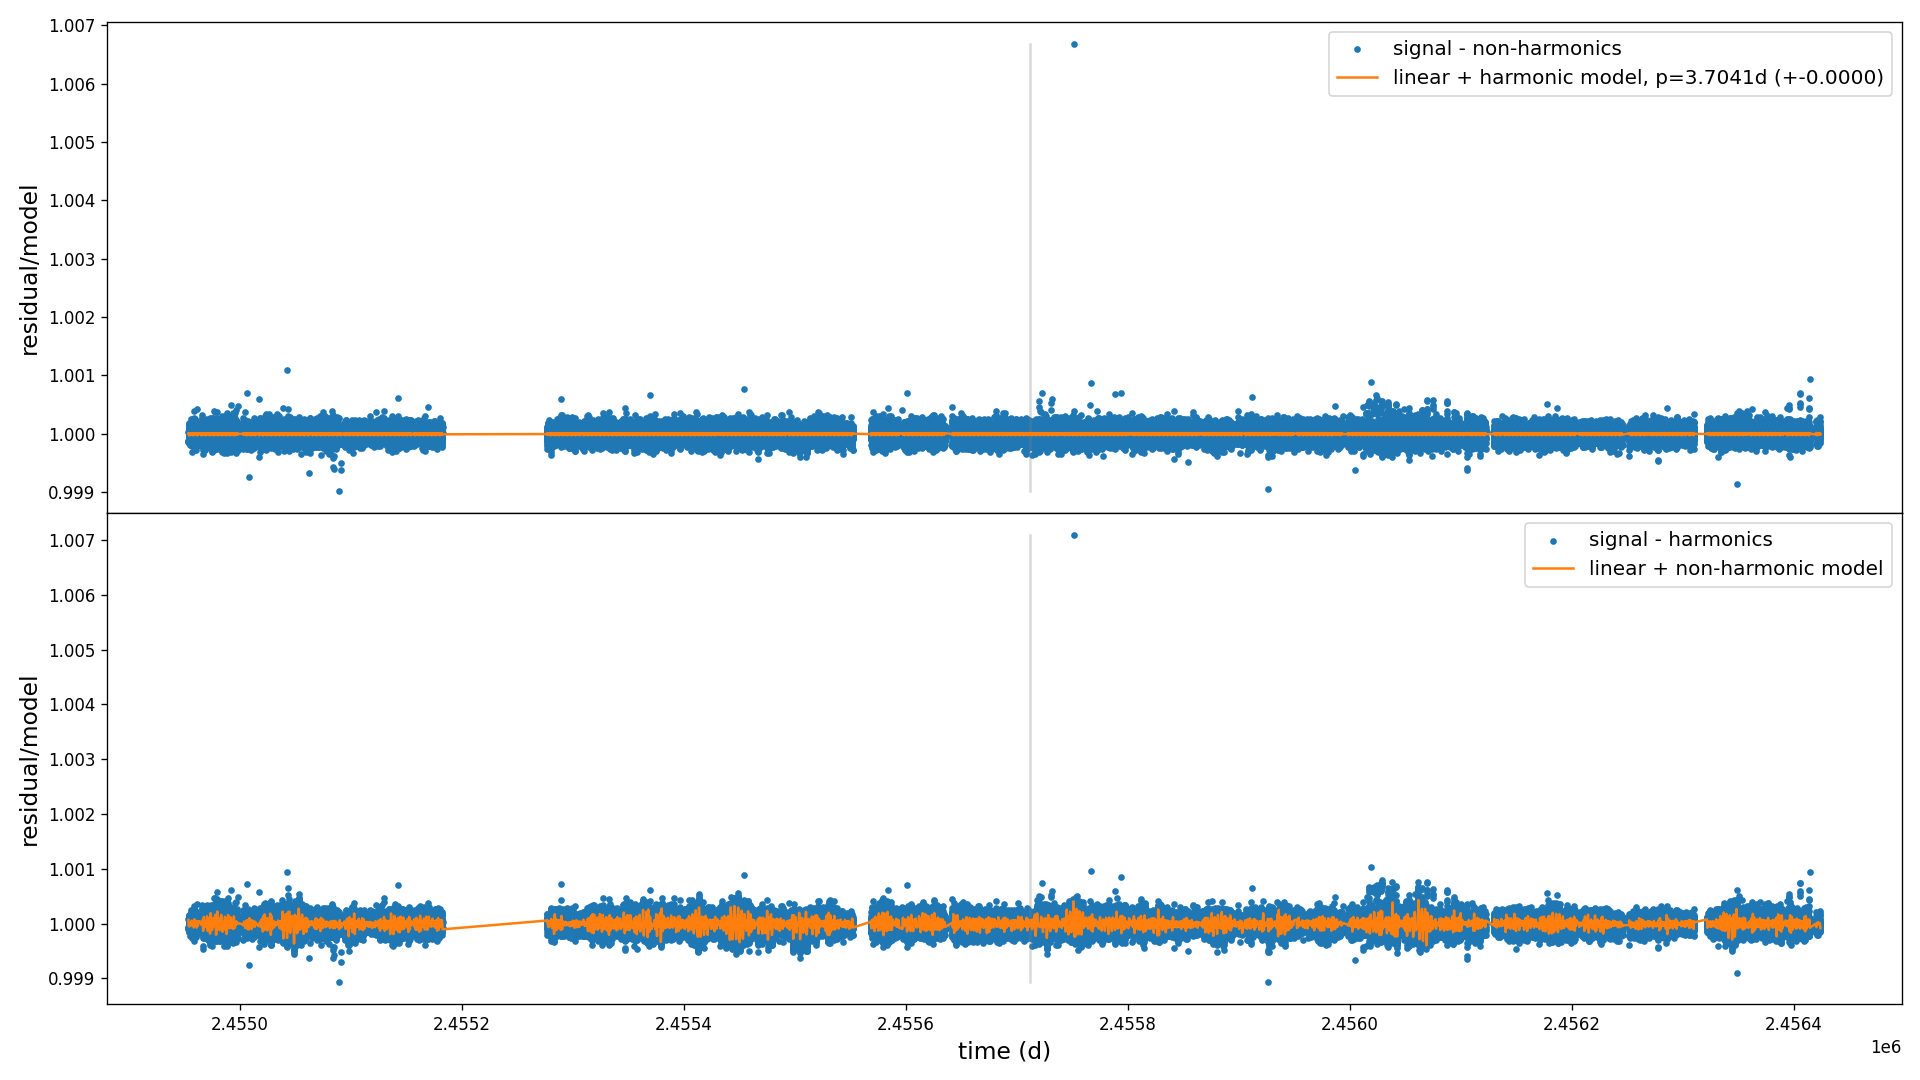 1.007
1.006
1.005
1.004
1.003
1.002
1.001
1.000
0.999
residual/model
signal - non-harmonics
linear + harmonic model, p=3.7041d (+-0.0000)
1.007
1.006
1.005
1.004
1.003
1.002
1.001
1.000
0.999
residual/model
signal - harmonics
linear + non-harmonic model
2.4550 2.4552 2.4554 2.4556 2.4558 2.4560 2.4562 2.4564
time (d)
1e6